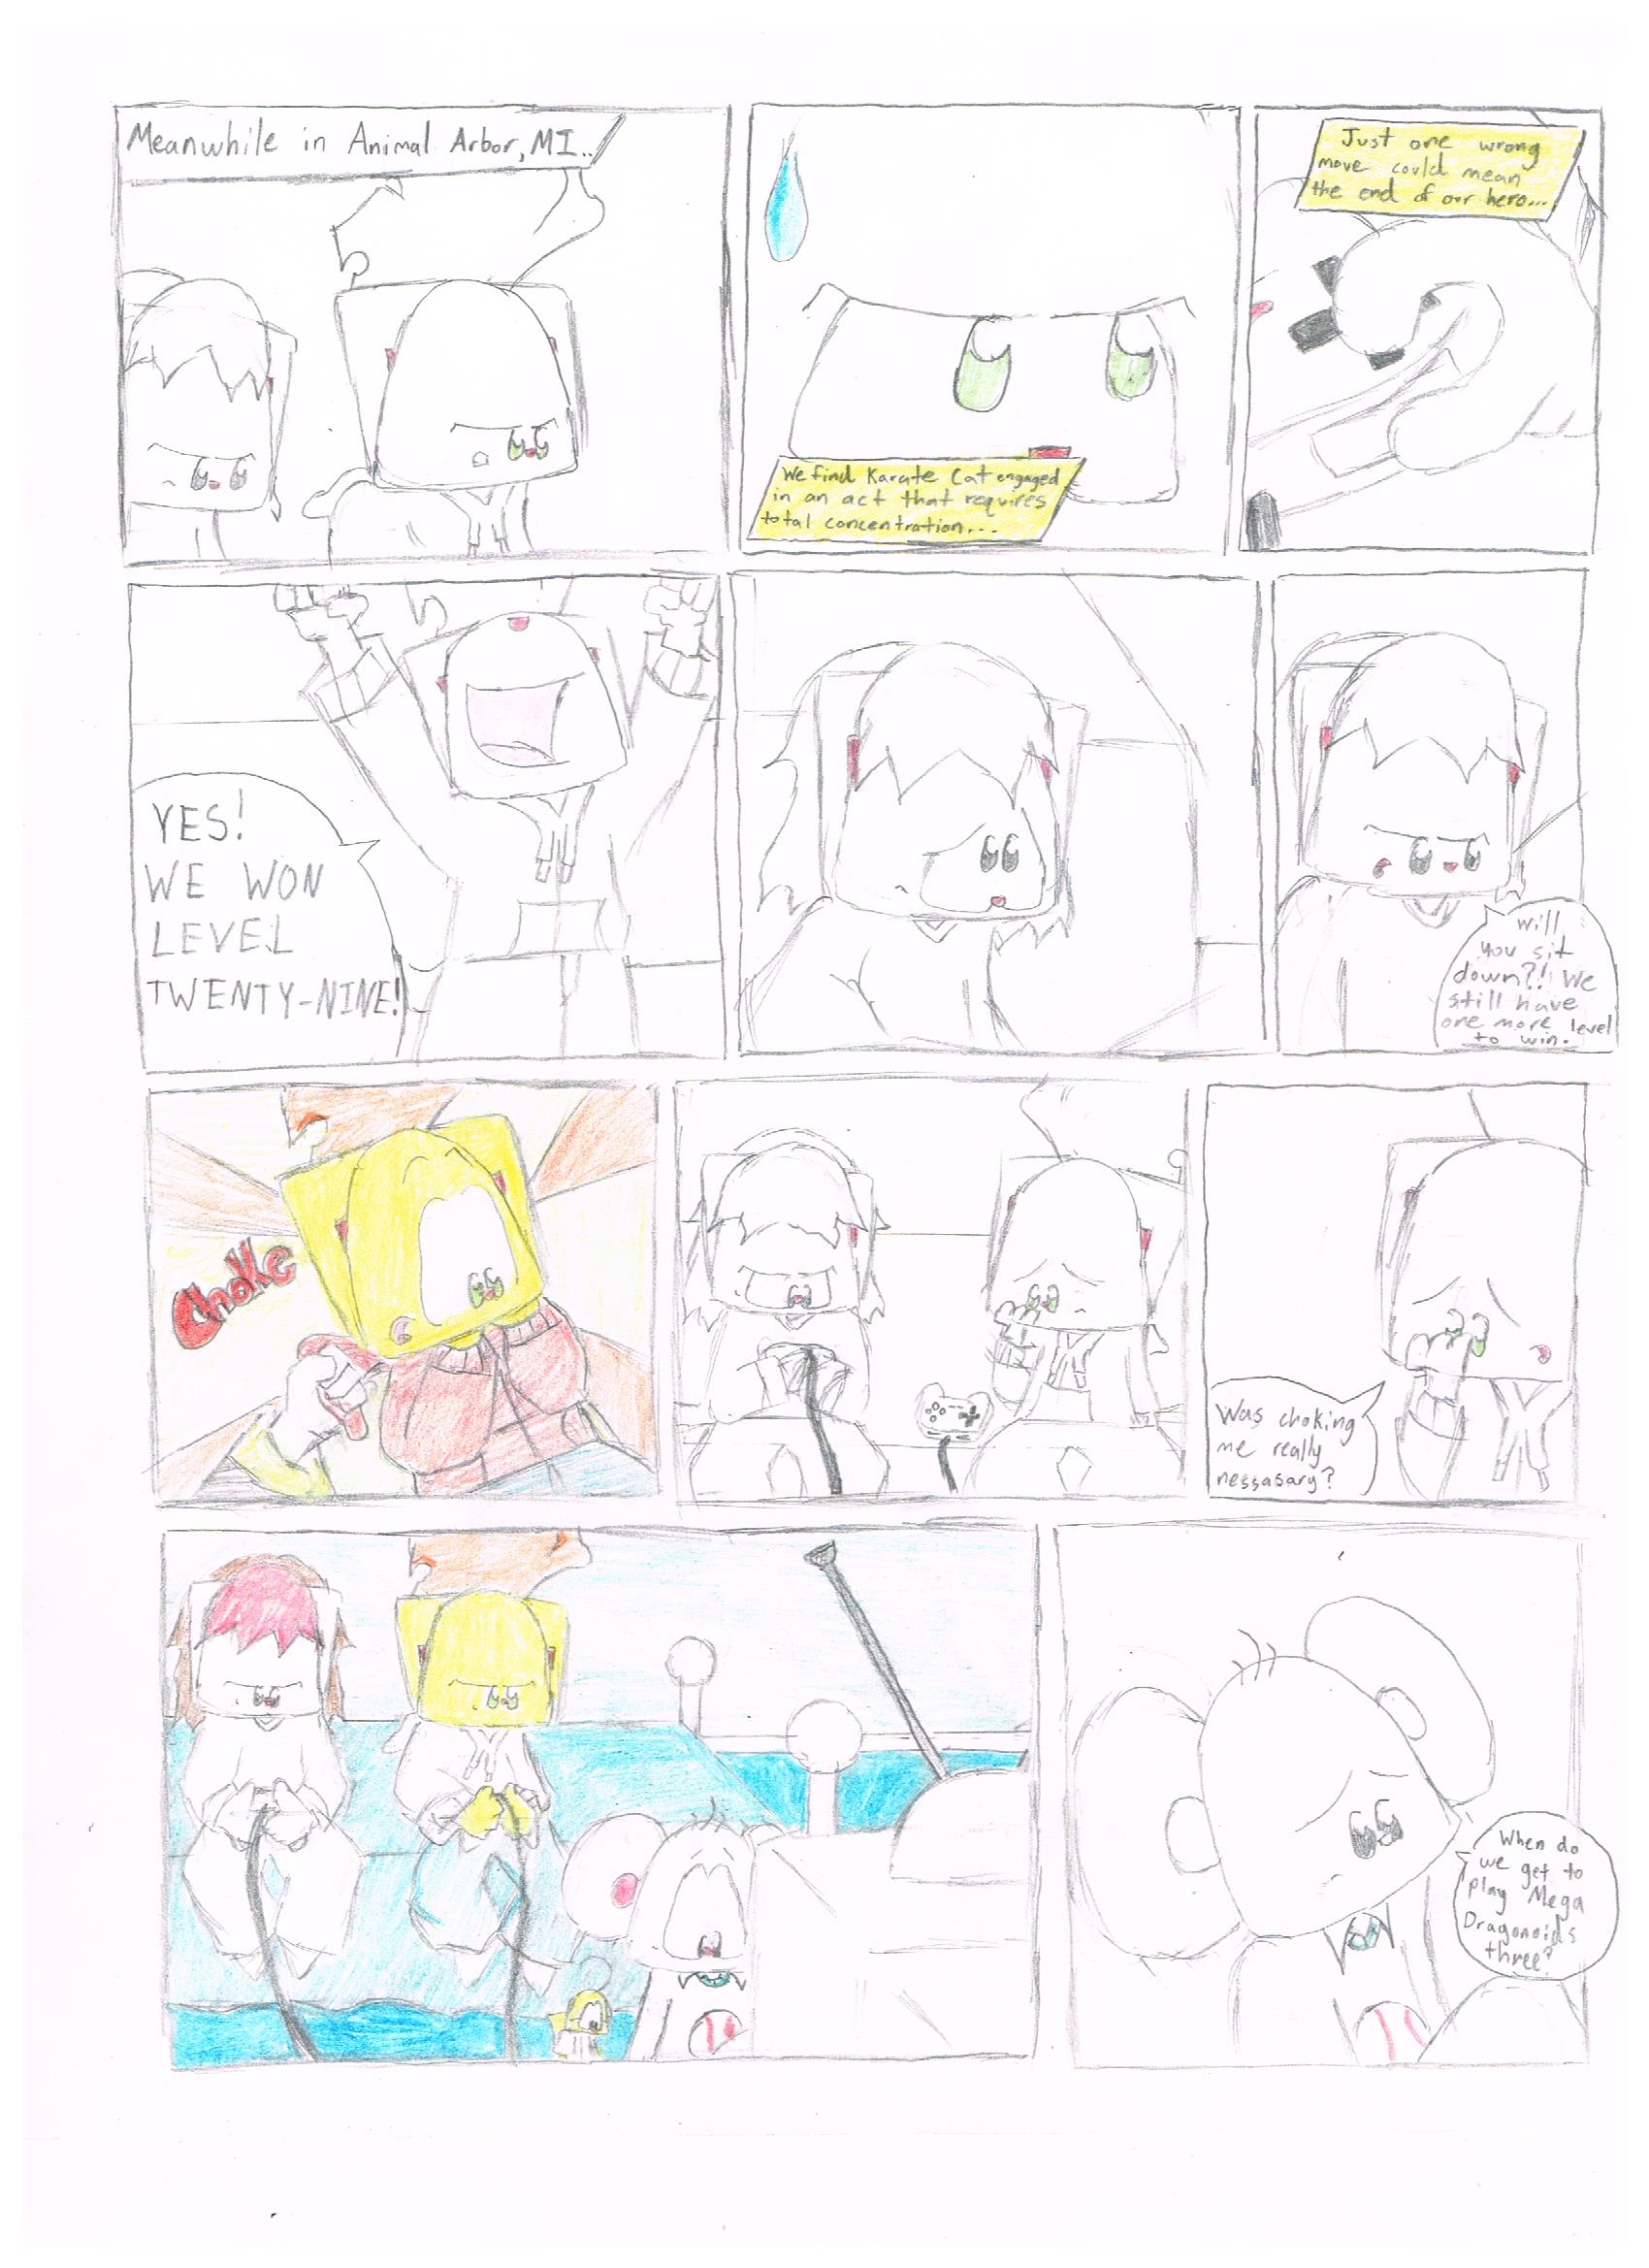 Meanwhile in Animal Arbor, MI...
We find Karate Cat engaged
in an act that requires
total concentration...
Just one wrong
move could mean
the end of our hero...
YES!
WE WON
LEVEL
TWENTY-NINE!
Will
you sit
down?! We
still have
one more level
to win.
Choke
Was choking
me really
nessasary?
When do
we get to
play Mega
Dragonoids
three?